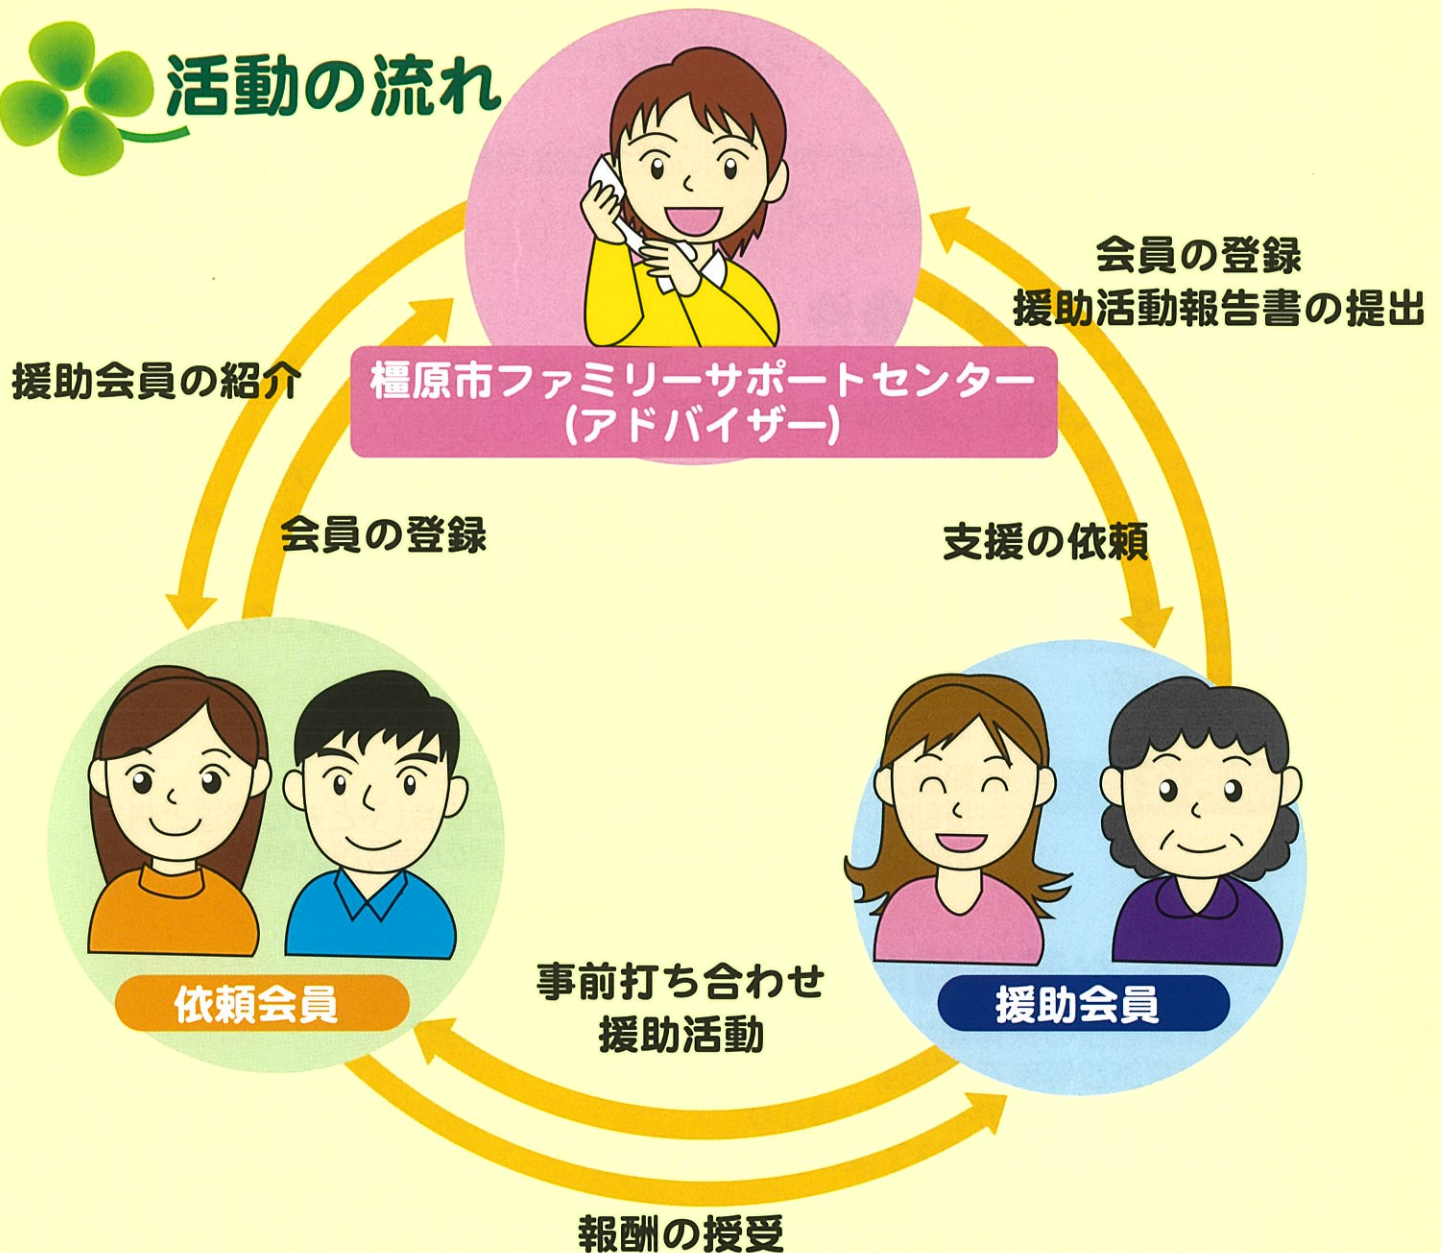 活動の流れ
会員の登録
援助活動報告書の提出
援助会員の紹介
橿原市ファミリーサポートセンター
(アドバイザー)
会員の登録
支援の依頼
依頼会員
援助会員
事前打ち合わせ
援助活動
報酬の授受